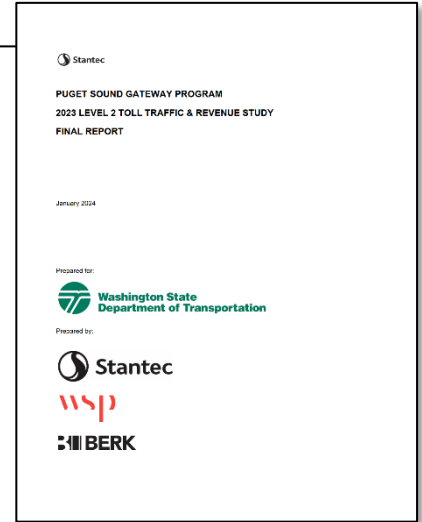 Stantec
PUGET SOUND GATEWAY PROGRAM
2023 LEVEL 2 TOLL TRAFFIC & REVENUE STUDY
FINAL REPORT
January 2024
Prepared for:
Washington State
Department of Transportation
Prepared by:
Stantec
wsp
BERK